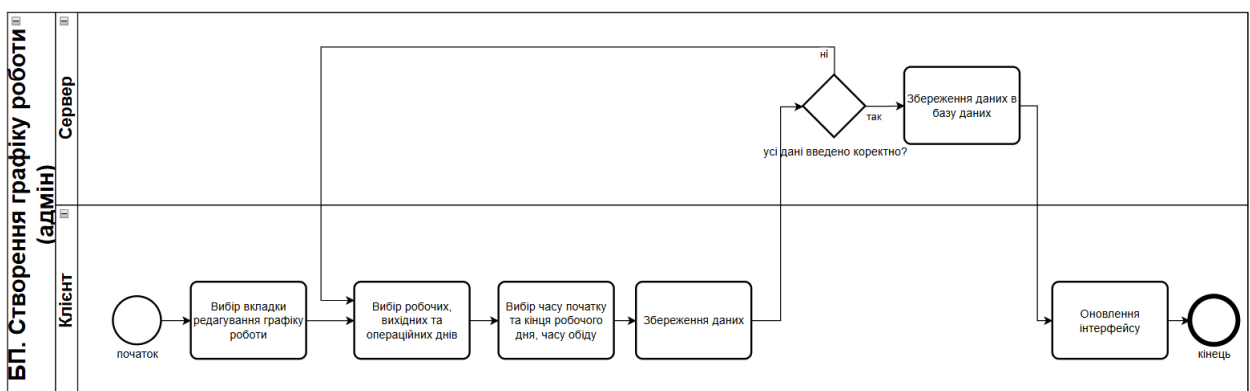 БП. Створення графіку роботи
(адмін)
Сервер
ні
так
усі дані введено коректно?
Збереження даних в
базу даних
Клієнт
початок
Вибір вкладки
редагування графіку
роботи
Вибір робочих,
вихідних та
операційних днів
Вибір часу початку
та кінця робочого
дня, часу обіду
Збереження даних
Оновлення
інтерфейсу
кінець